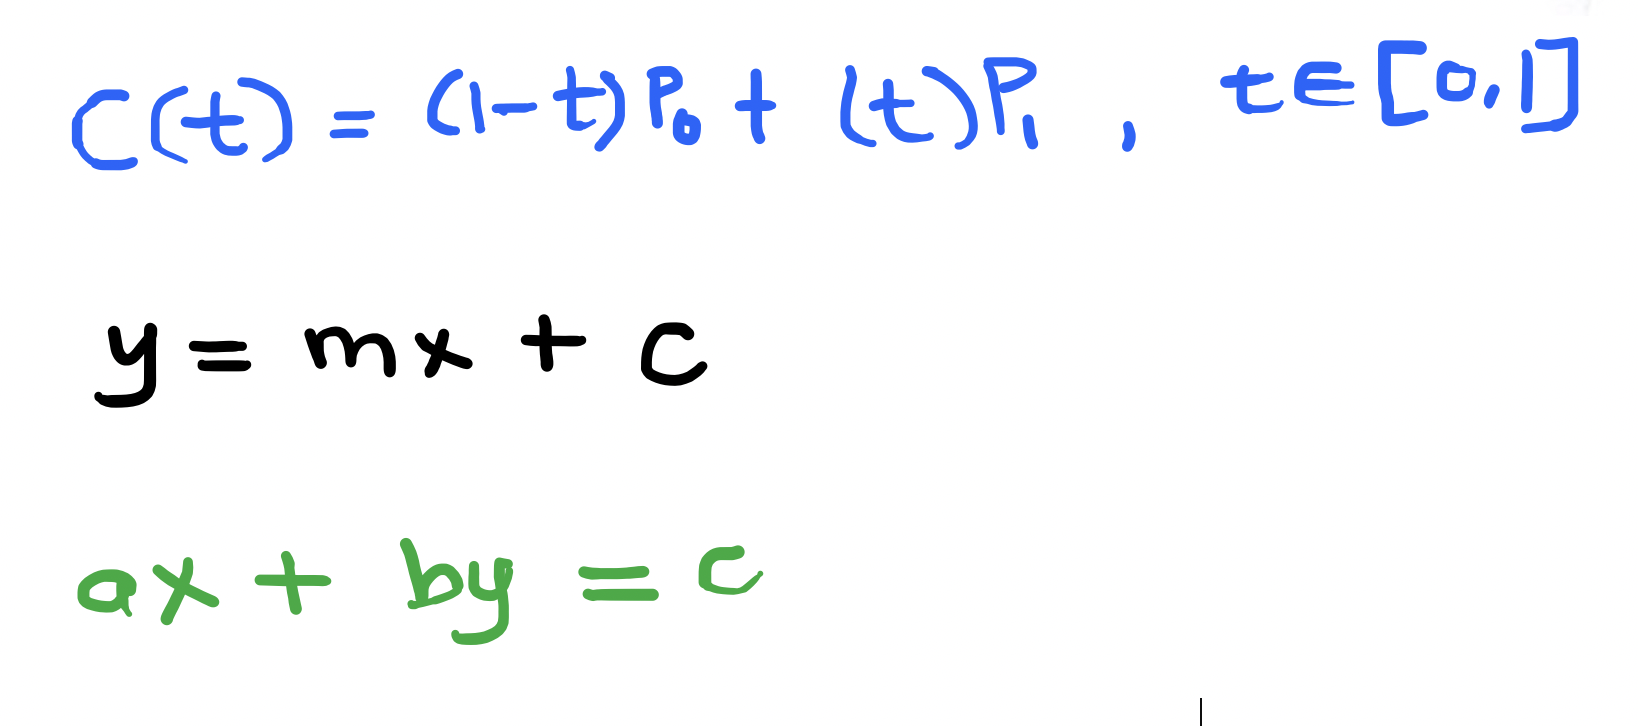 C(t) = (1-t)P₀ + (t)P₁ , t∈[0,1]
y = mx + c
ax + by = c